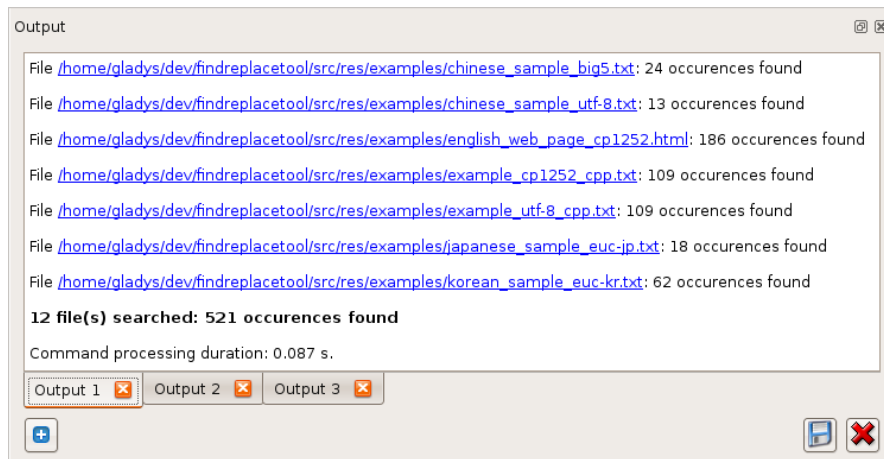 Output
File /home/gladys/dev/findreplacetool/src/res/examples/chinese_sample_big5.txt: 24 occurences found
File /home/gladys/dev/findreplacetool/src/res/examples/chinese_sample_utf-8.txt: 13 occurences found
File /home/gladys/dev/findreplacetool/src/res/examples/english_web_page_cp1252.html: 186 occurences found
File /home/gladys/dev/findreplacetool/src/res/examples/example_cp1252_cpp.txt: 109 occurences found
File /home/gladys/dev/findreplacetool/src/res/examples/example_utf-8_cpp.txt: 109 occurences found
File /home/gladys/dev/findreplacetool/src/res/examples/japanese_sample_euc-jp.txt: 18 occurences found
File /home/gladys/dev/findreplacetool/src/res/examples/korean_sample_euc-kr.txt: 62 occurences found
12 file(s) searched: 521 occurences found
Command processing duration: 0.087 s.
Output 1 Output 2 Output 3